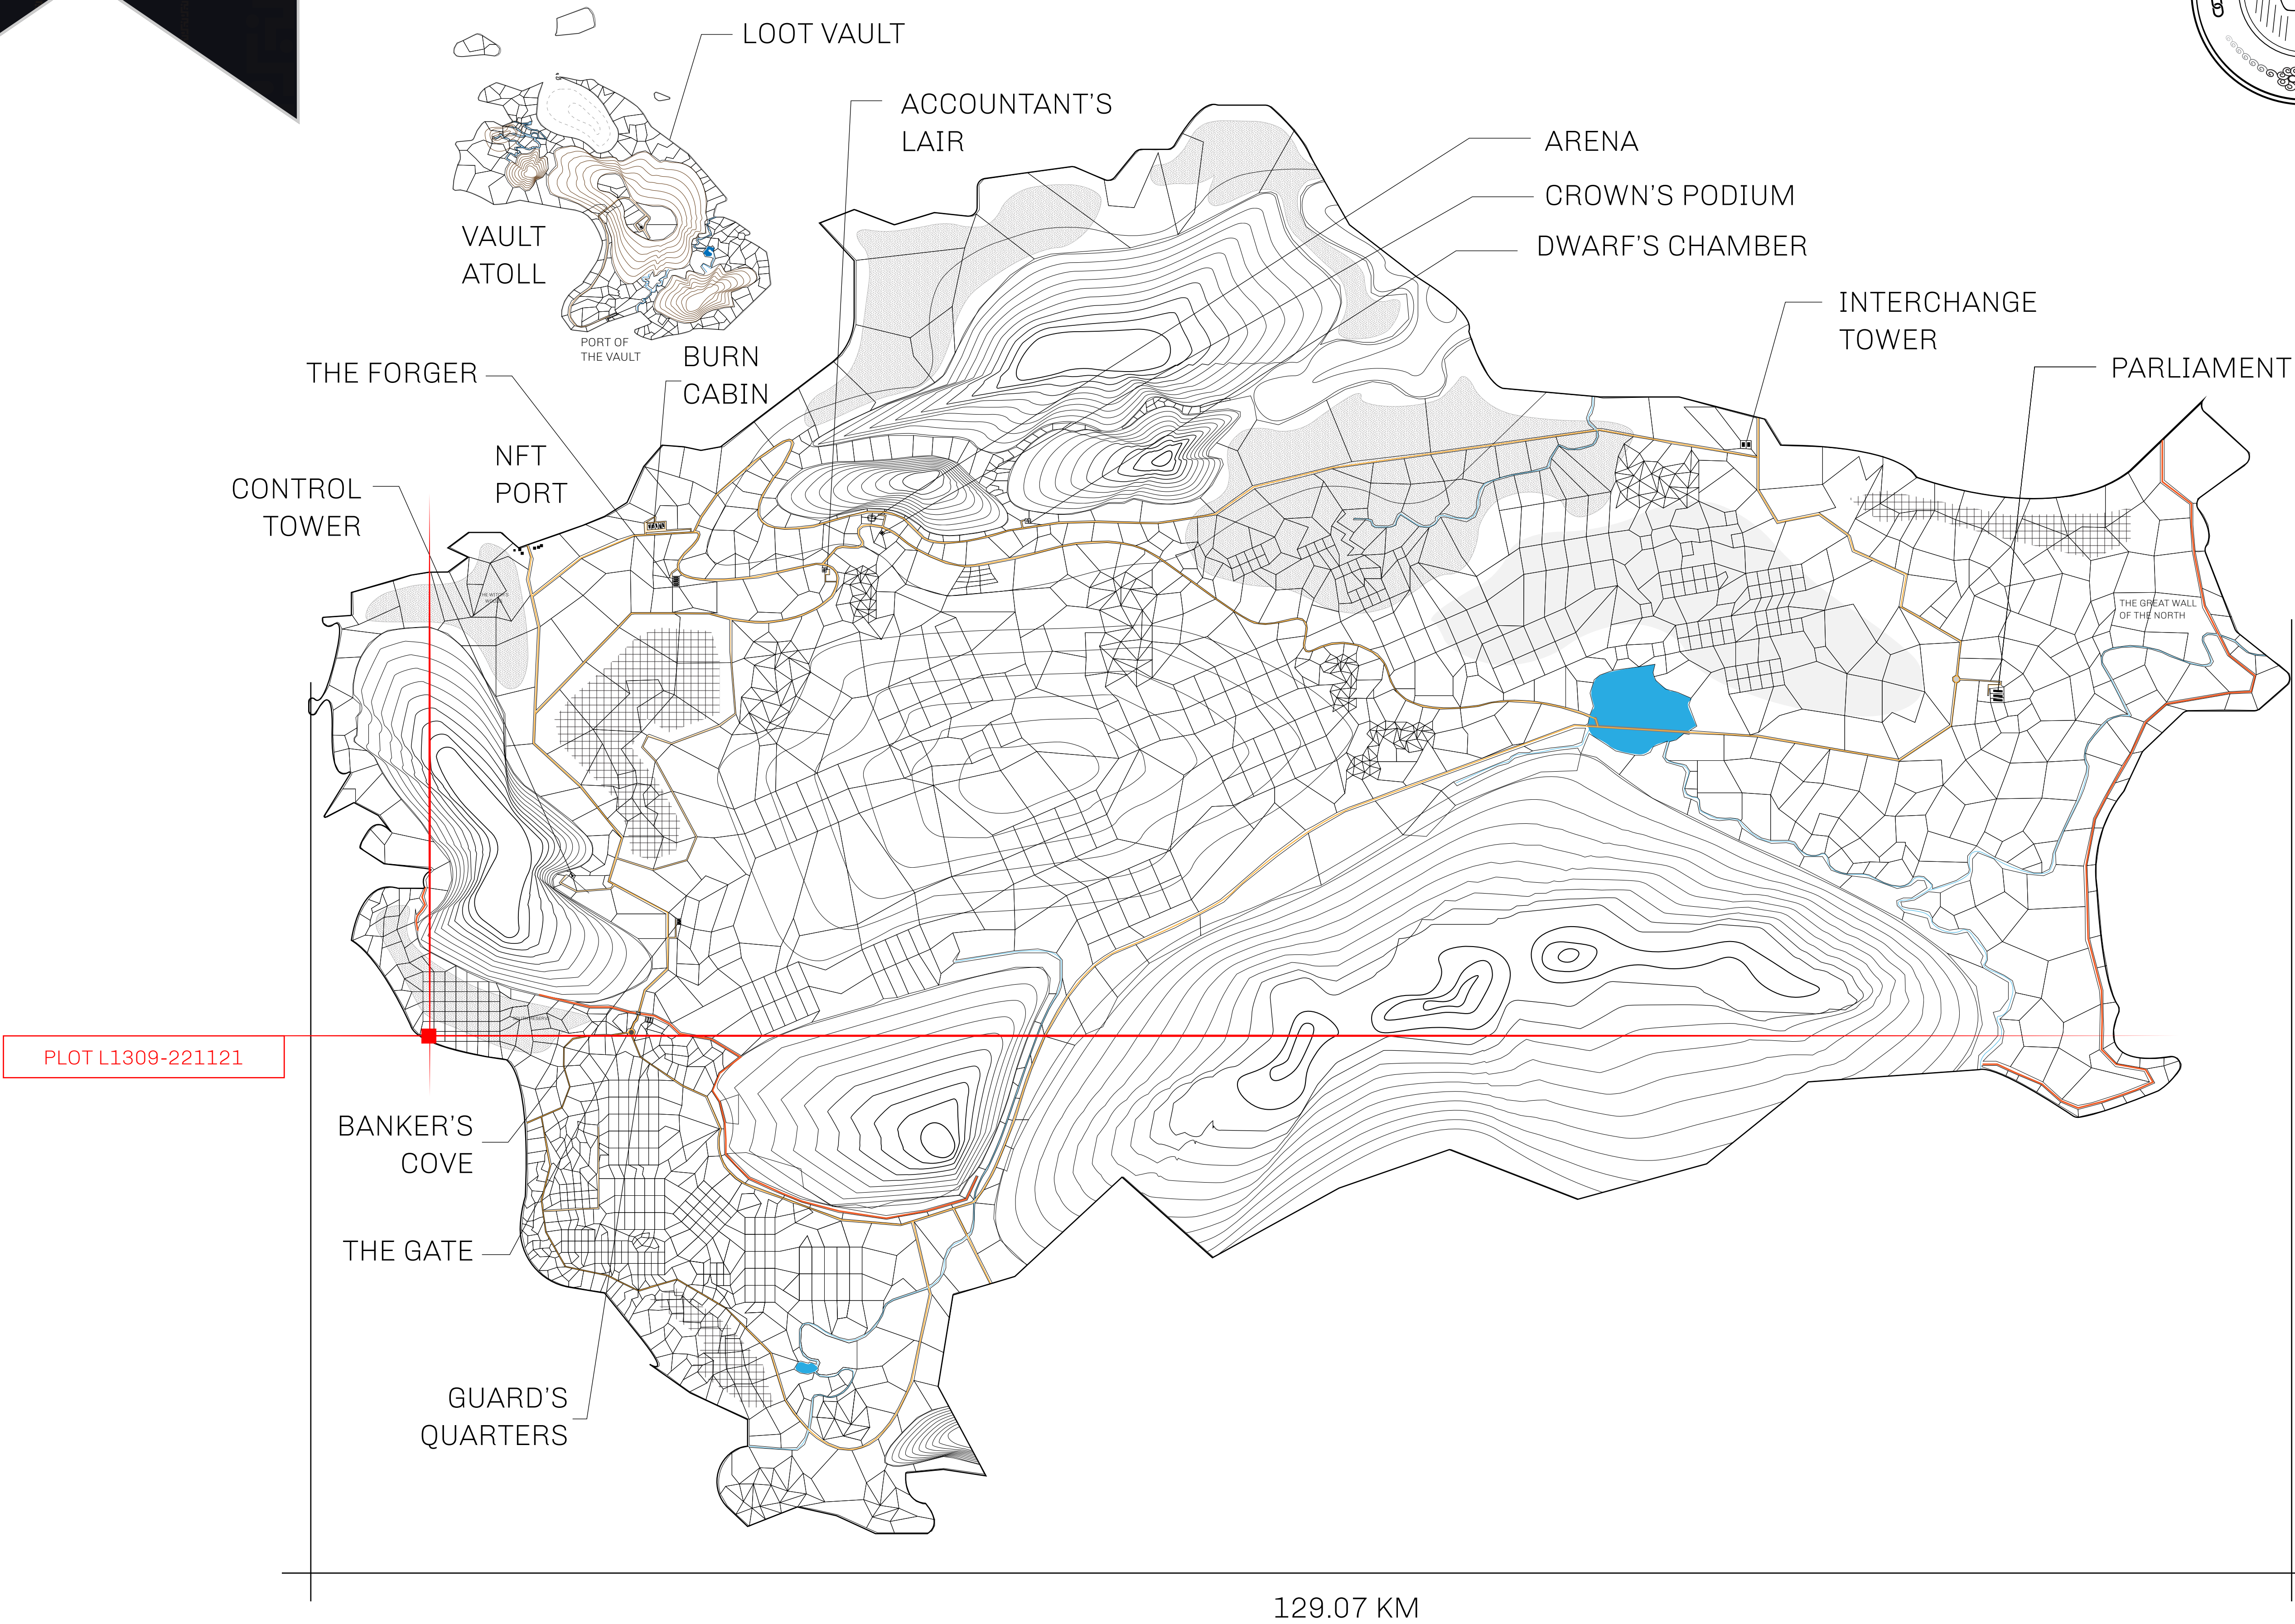 LOOT VAULT
ACCOUNTANT'S
LAIR
ARENA
CROWN'S PODIUM
DWARF'S CHAMBER
VAULT
ATOLL
INTERCHANGE
TOWER
PORT OF
THE VAULT
BURN
CABIN
PARLIAMENT
THE FORGER
NFT
PORT
CONTROL
TOWER
THE WITCH'S
THE GREAT WALL
OF THE NORTH
PLOT L1309-221121
BANKER'S
COVE
THE GATE
GUARD'S
QUARTERS
129.07 KM